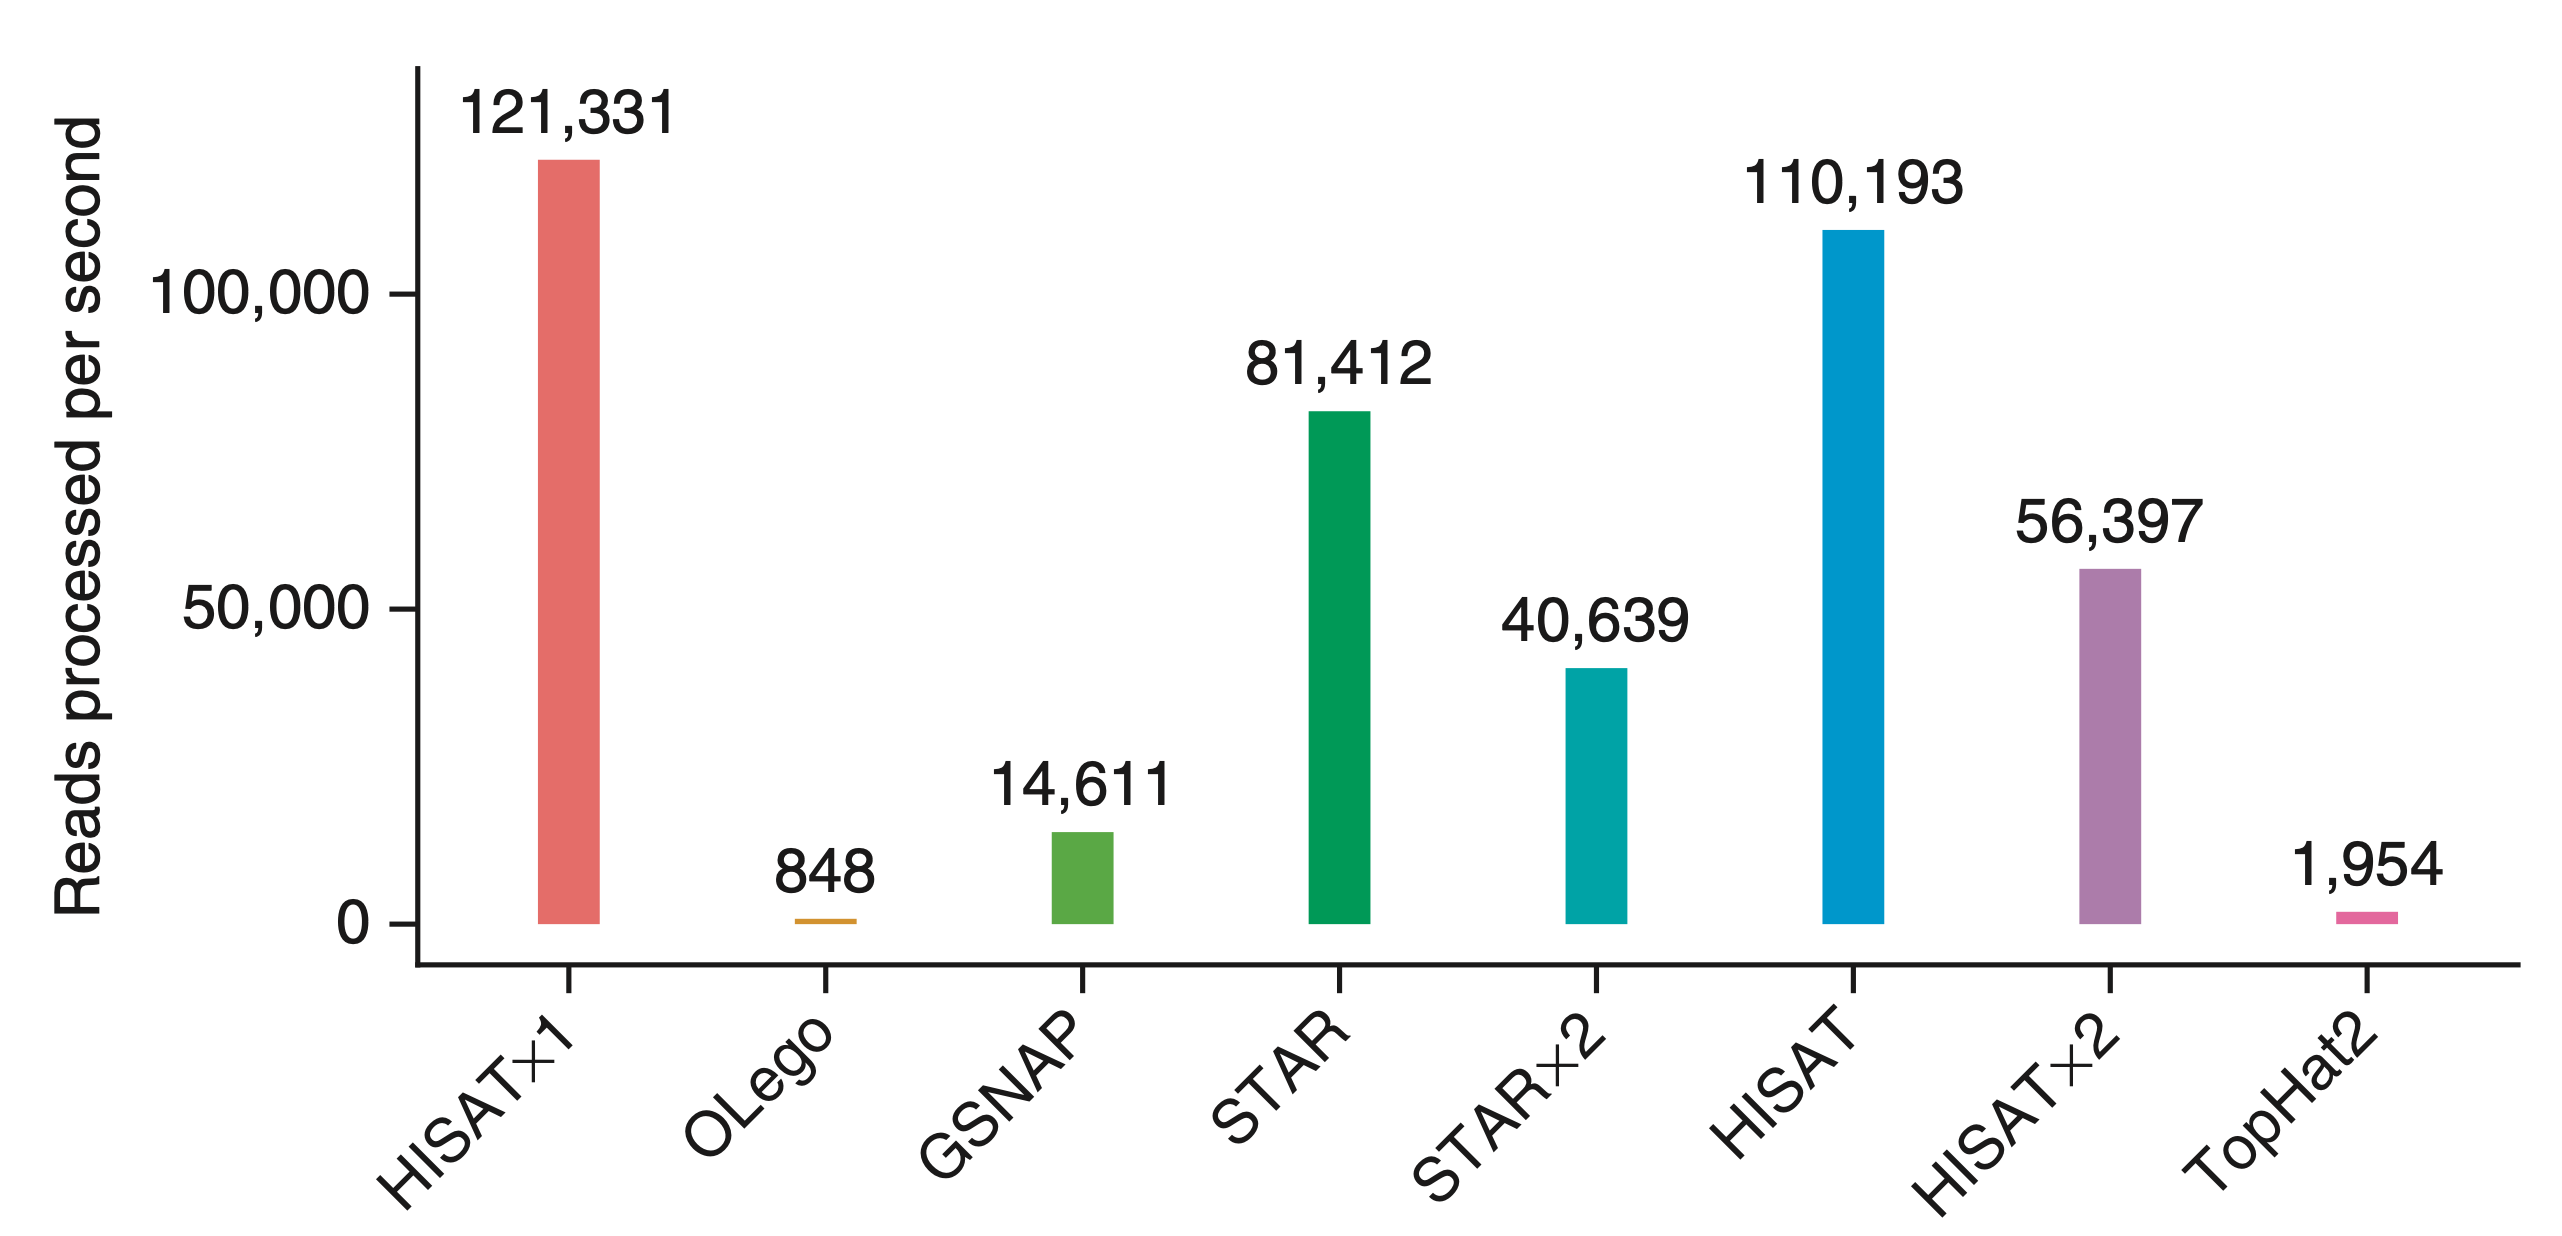 Reads processed per second
100,000
50,000
0
121,331
848
14,611
81,412
40,639
110,193
56,397
1,954
HISAT×1
OLego
GSNAP
STAR
STAR×2
HISAT
HISAT×2
TopHat2